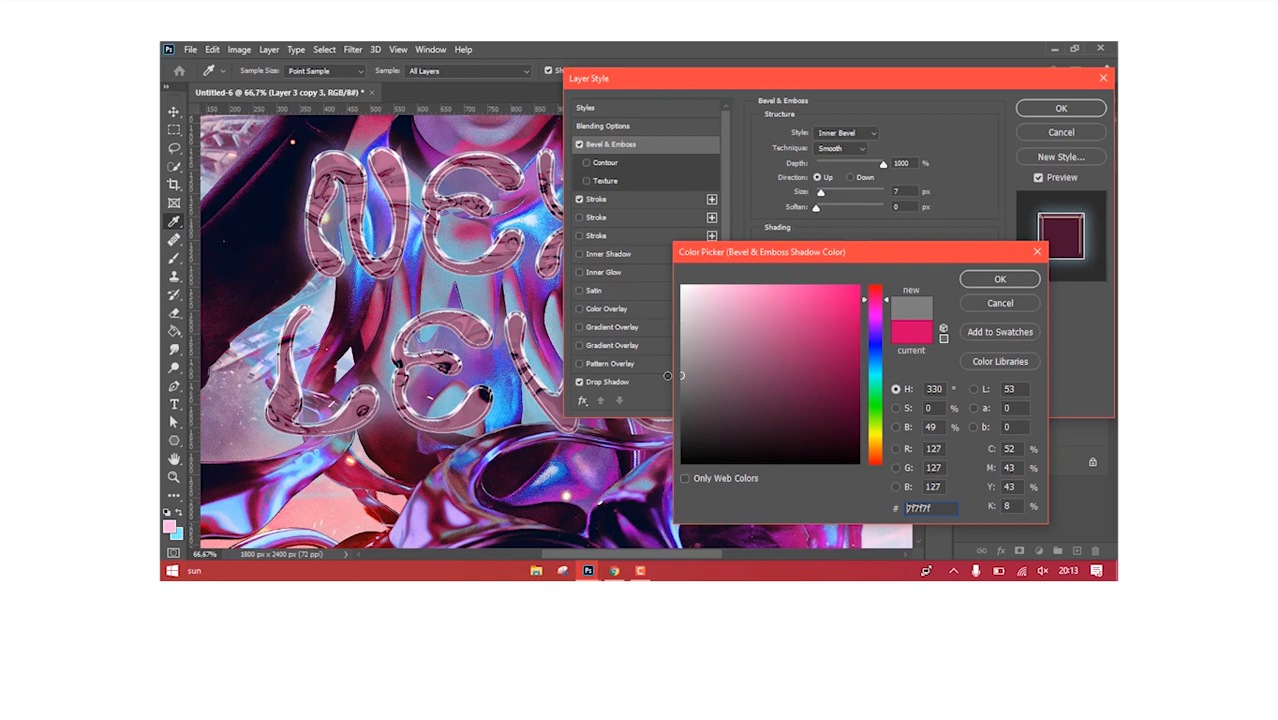 Ps File Edit Image Layer Type Select Filter 3D View Window Help
Sample Size: Point Sample Sample: All Layers
Untitled-6 @ 66,7% (Layer 3 copy 3, RGB/8#) * ×
NE
LEV
66.67% 1800 px x 2400 px (72 ppi)
Layer Style
Styles
Blending Options
Bevel & Emboss
Contour
Texture
Stroke
Stroke
Stroke
Inner Shadow
Inner Glow
Satin
Color Overlay
Gradient Overlay
Gradient Overlay
Pattern Overlay
Drop Shadow
fx
Bevel & Emboss
Structure
Style: Inner Bevel
Technique: Smooth
Depth: 1000 %
Direction: Up Down
Size: 7 px
Soften: 0 px
Shading
OK
Cancel
New Style...
Preview
Color Picker (Bevel & Emboss Shadow Color)
new
current
OK
Cancel
Add to Swatches
Color Libraries
H: 330 ° L: 53
S: 0 % a: 0
B: 49 % b: 0
R: 127 C: 52 %
G: 127 M: 43 %
B: 127 Y: 43 %
# 7f7f7f K: 8 %
Only Web Colors
fx
sun
Ps
20:13